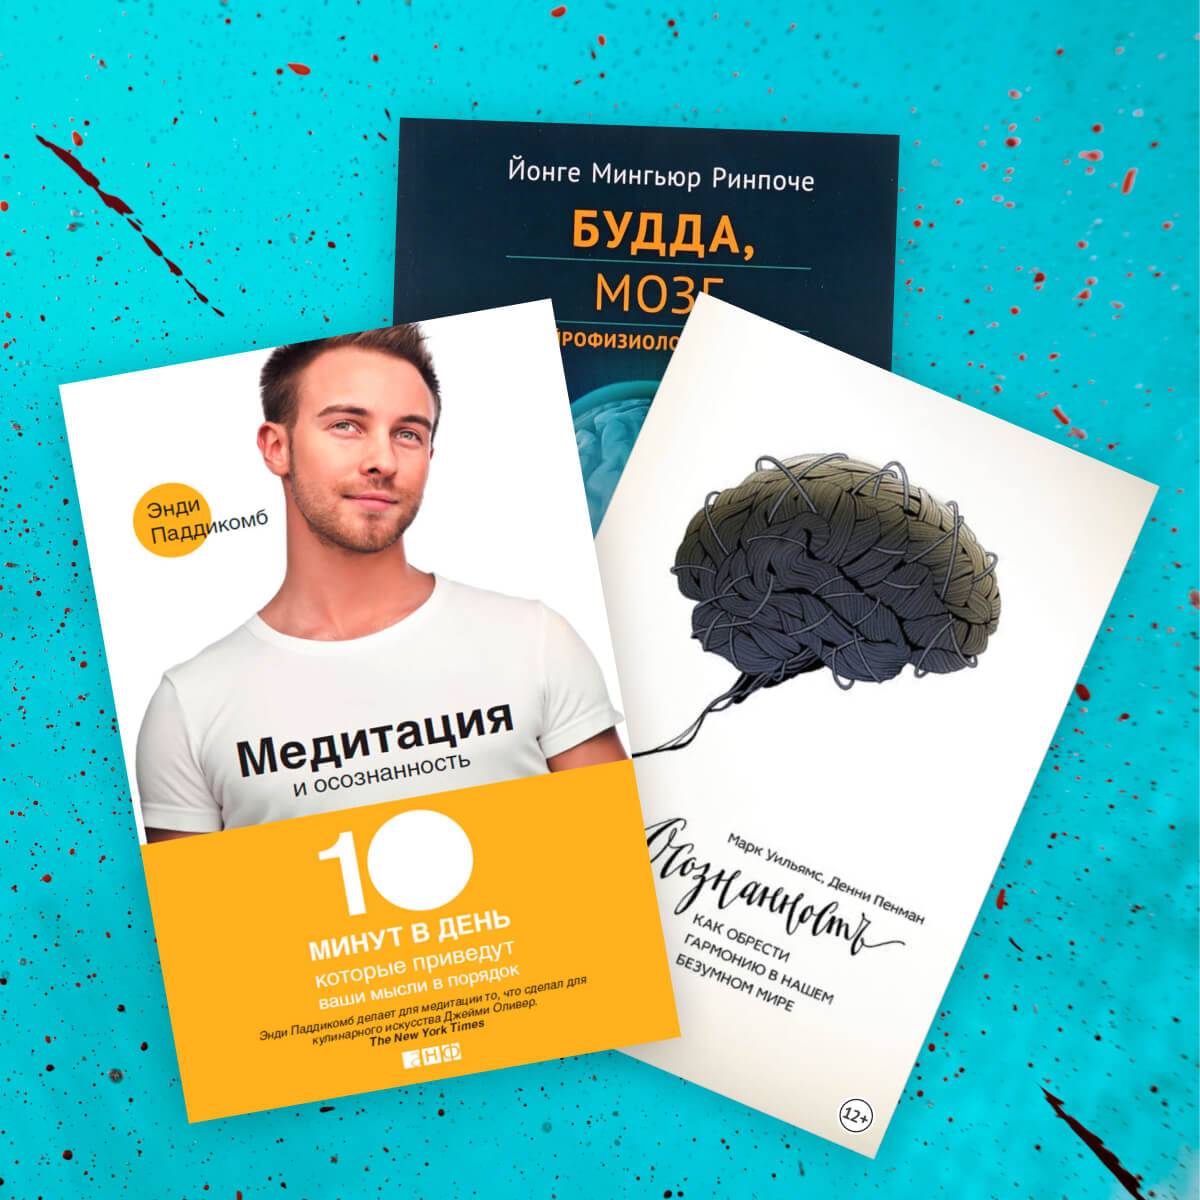 Йонге Мингьюр Ринпоче
БУДДА,
МОЗГ
Энди
Паддикомб
Медитация
и осознанность
10
МИНУТ В ДЕНЬ
которые приведут
ваши мысли в порядок
Энди Паддикомб делает для медитации то, что сделал для
кулинарного искусства Джейми Оливер.
The New York Times
АНФ
Марк Уильямс, Денни Пенман
Осознанность
КАК ОБРЕСТИ
ГАРМОНИЮ В НАШЕМ
БЕЗУМНОМ МИРЕ
12+